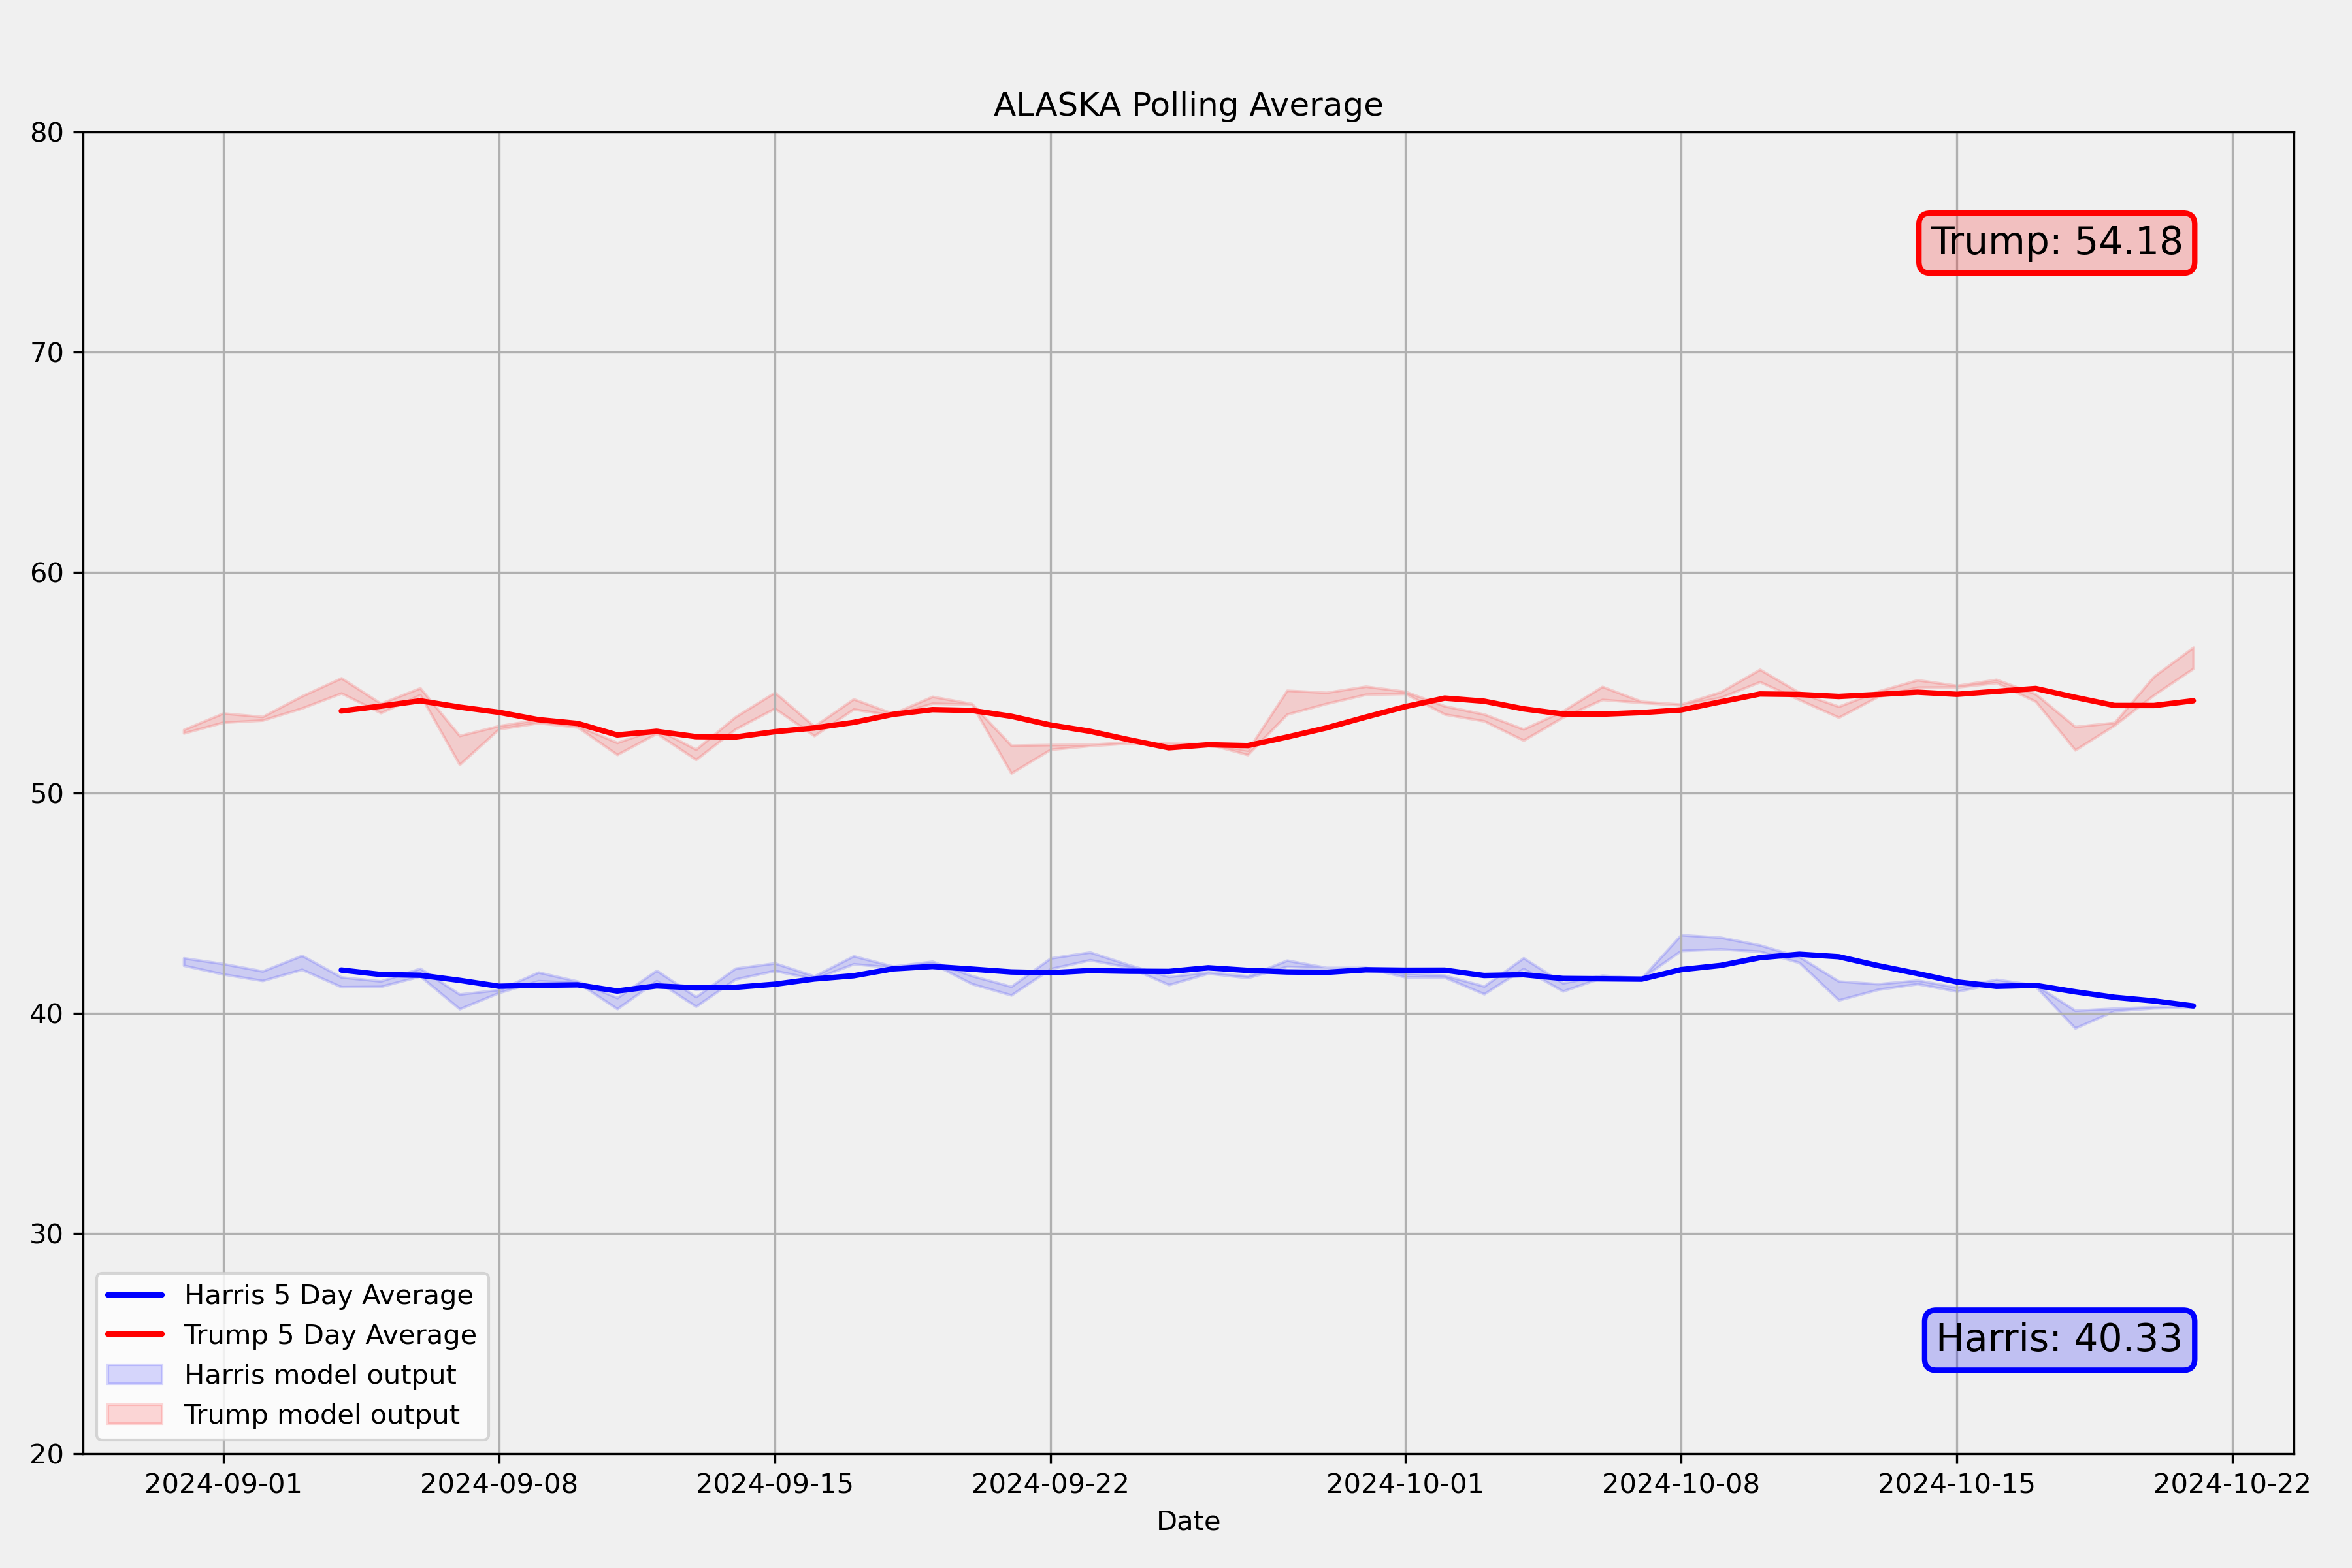 ALASKA Polling Average
80
70
60
50
40
30
20
Trump: 54.18
Harris: 40.33
Harris 5 Day Average
Trump 5 Day Average
Harris model output
Trump model output
2024-09-01
2024-09-08
2024-09-15
2024-09-22
2024-10-01
2024-10-08
2024-10-15
2024-10-22
Date